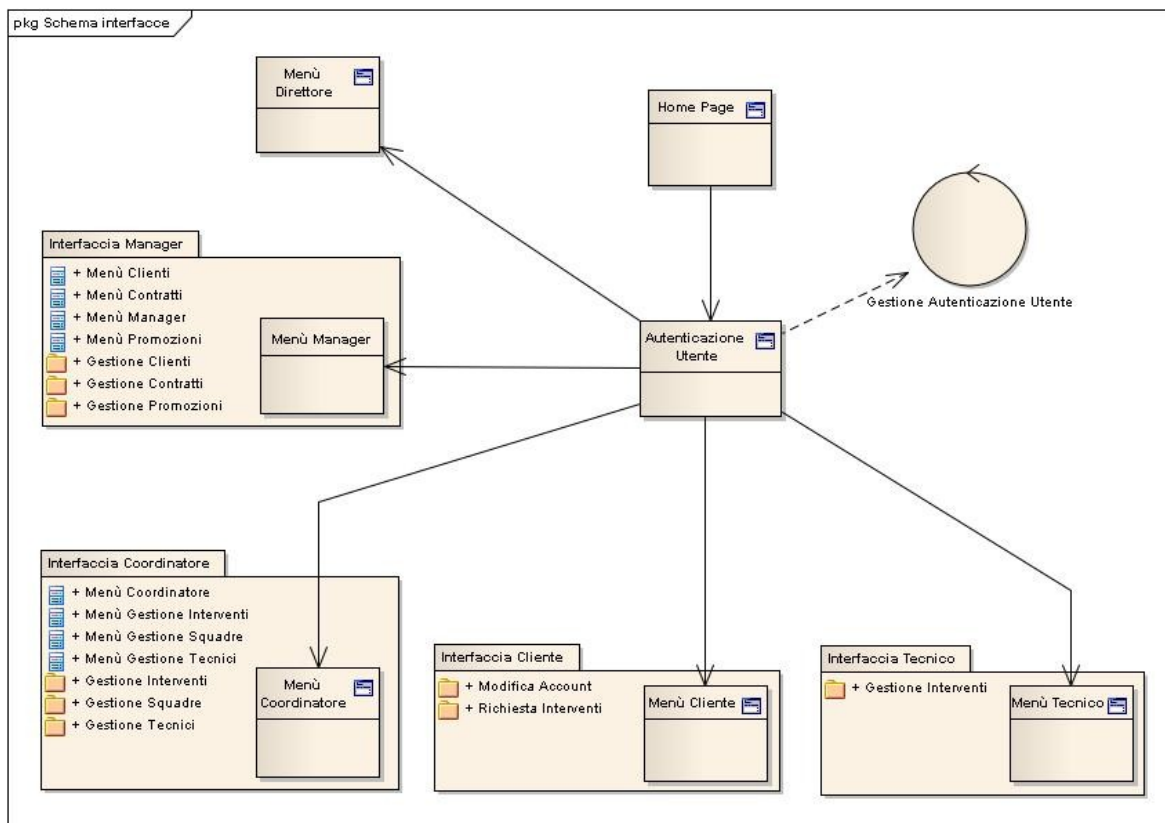 pkg Schema interfacce
Menù
Direttore
Home Page
Gestione Autenticazione Utente
Interfaccia Manager
+ Menù Clienti
+ Menù Contratti
+ Menù Manager
+ Menù Promozioni
+ Gestione Clienti
+ Gestione Contratti
+ Gestione Promozioni
Menù Manager
Autenticazione
Utente
Interfaccia Coordinatore
+ Menù Coordinatore
+ Menù Gestione Interventi
+ Menù Gestione Squadre
+ Menù Gestione Tecnici
+ Gestione Interventi
+ Gestione Squadre
+ Gestione Tecnici
Menù
Coordinatore
Interfaccia Cliente
+ Modifica Account
+ Richiesta Interventi
Menù Cliente
Interfaccia Tecnico
+ Gestione Interventi
Menù Tecnico